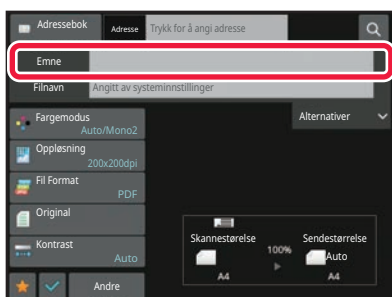 Adressebok Adresse Trykk for å angi adresse
Emne
Filnavn Angitt av systeminnstillinger
Fargemodus
Auto/Mono2
Alternativer
Oppløsning
200x200dpi
Fil Format
PDF
Original
Kontrast
Auto
Skannestørelse
100%
Sendestørrelse
Auto
A4
A4
Andre